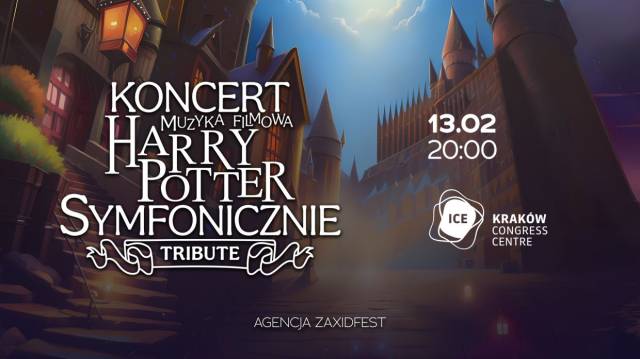 KONCERT
MUZYKA FILMOWA
HARRY
POTTER
SYMFONICZNIE
TRIBUTE
13.02
20:00
ICE
KRAKÓW
CONGRESS
CENTRE
AGENCJA ZAXIDFEST